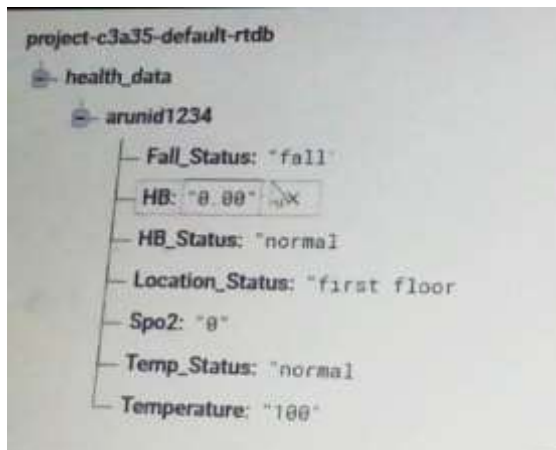 project-c3a35-default-rtdb
health_data
arunid1234
Fall_Status: "fall"
HB: "0.00"
HB_Status: "normal
Location_Status: "first floor
Spo2: "0"
Temp_Status: "normal
Temperature: "100"